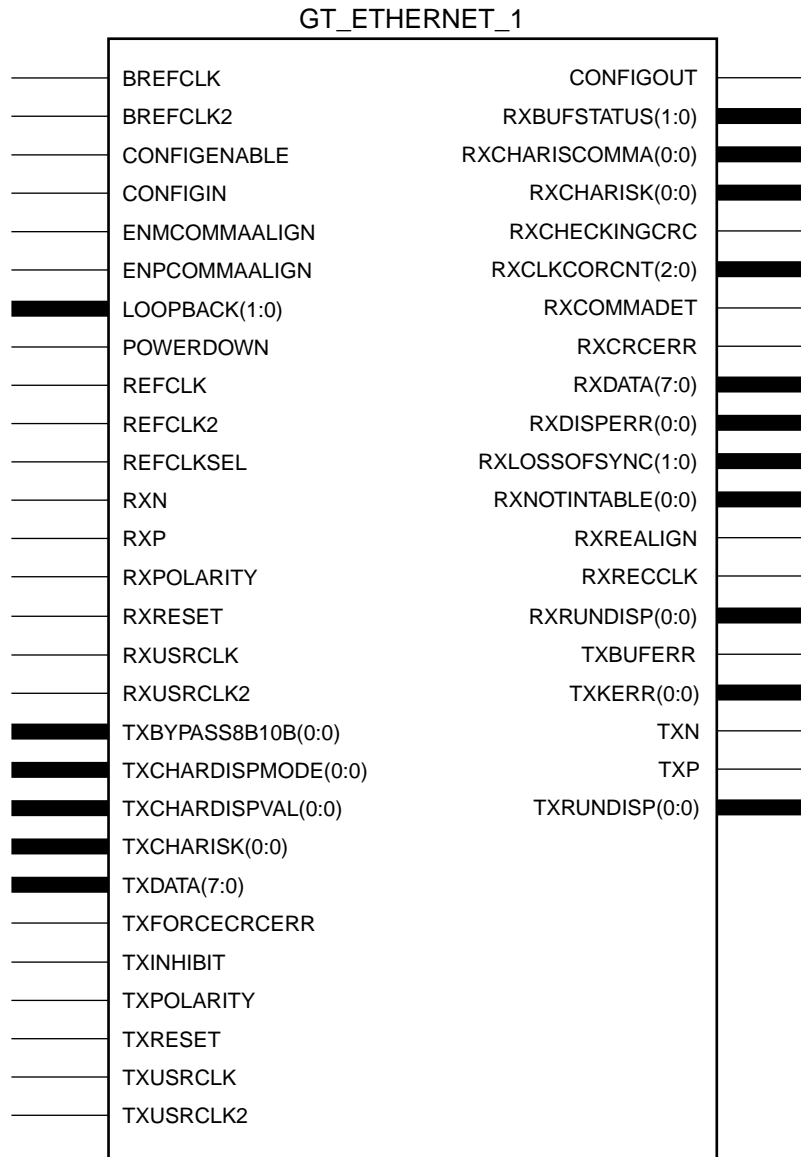 GT_ETHERNET_1
BREFCLK
BREFCLK2
CONFIGENABLE
CONFIGIN
ENMCOMMAALIGN
ENPCOMMAALIGN
LOOPBACK(1:0)
POWERDOWN
REFCLK
REFCLK2
REFCLKSEL
RXN
RXP
RXPOLARITY
RXRESET
RXUSRCLK
RXUSRCLK2
TXBYPASS8B10B(0:0)
TXCHARDISPMODE(0:0)
TXCHARDISPVAL(0:0)
TXCHARISK(0:0)
TXDATA(7:0)
TXFORCECRCERR
TXINHIBIT
TXPOLARITY
TXRESET
TXUSRCLK
TXUSRCLK2
CONFIGOUT
RXBUFSTATUS(1:0)
RXCHARISCOMMA(0:0)
RXCHARISK(0:0)
RXCHECKINGCRC
RXCLKCORCNT(2:0)
RXCOMMADET
RXCRCERR
RXDATA(7:0)
RXDISPERR(0:0)
RXLOSSOFSYNC(1:0)
RXNOTINTABLE(0:0)
RXREALIGN
RXRECCLK
RXRUNDISP(0:0)
TXBUFERR
TXKERR(0:0)
TXN
TXP
TXRUNDISP(0:0)